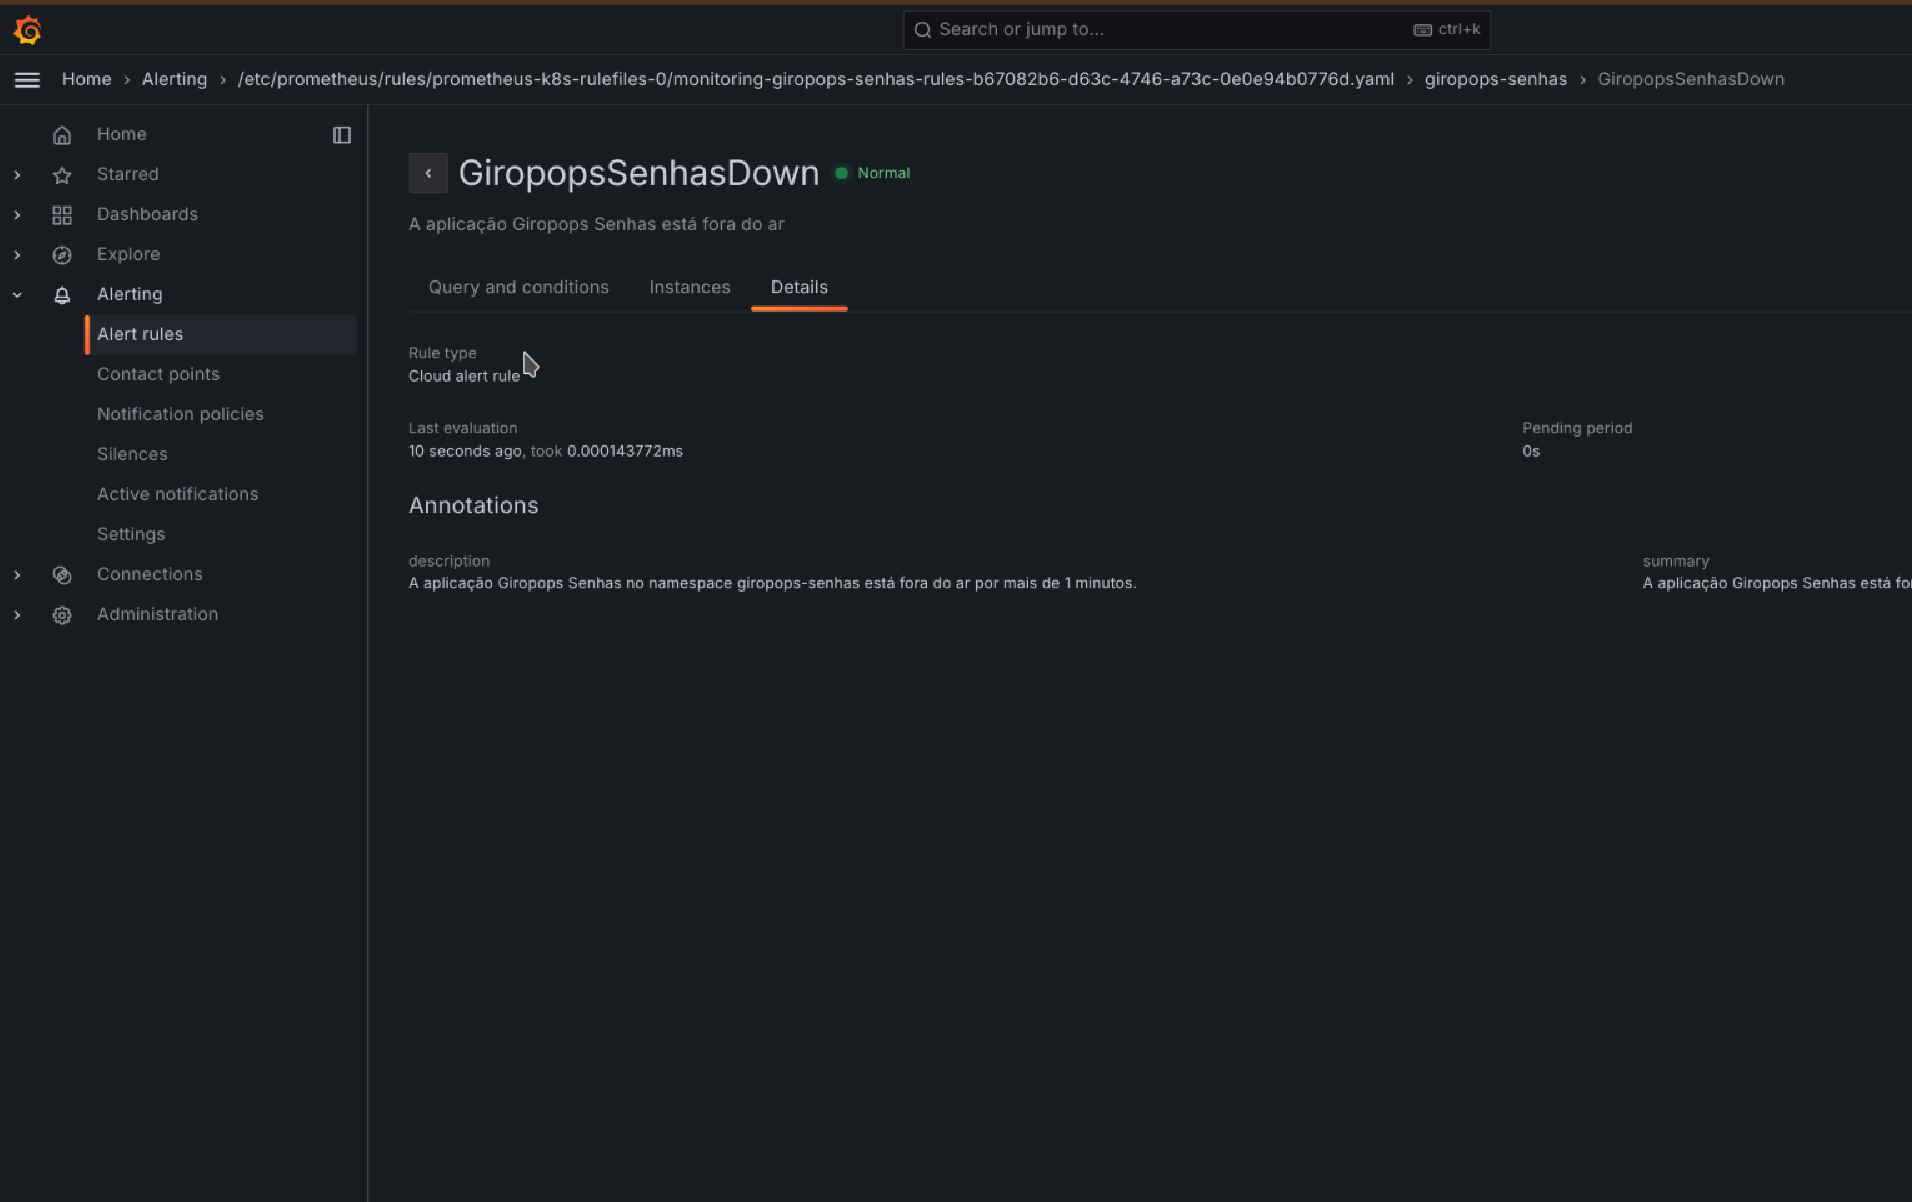 Search or jump to...
ctrl+k
Home > Alerting > /etc/prometheus/rules/prometheus-k8s-rulefiles-0/monitoring-giropops-senhas-rules-b67082b6-d63c-4746-a73c-0e0e94b0776d.yaml > giropops-senhas > GiropopsSenhasDown
Home
Starred
Dashboards
Explore
Alerting
Alert rules
Contact points
Notification policies
Silences
Active notifications
Settings
Connections
Administration
GiropopsSenhasDown Normal
A aplicação Giropops Senhas está fora do ar
Query and conditions Instances Details
Rule type
Cloud alert rule
Last evaluation
10 seconds ago, took 0.000143772ms
Pending period
0s
Annotations
description
A aplicação Giropops Senhas no namespace giropops-senhas está fora do ar por mais de 1 minutos.
summary
A aplicação Giropops Senhas está